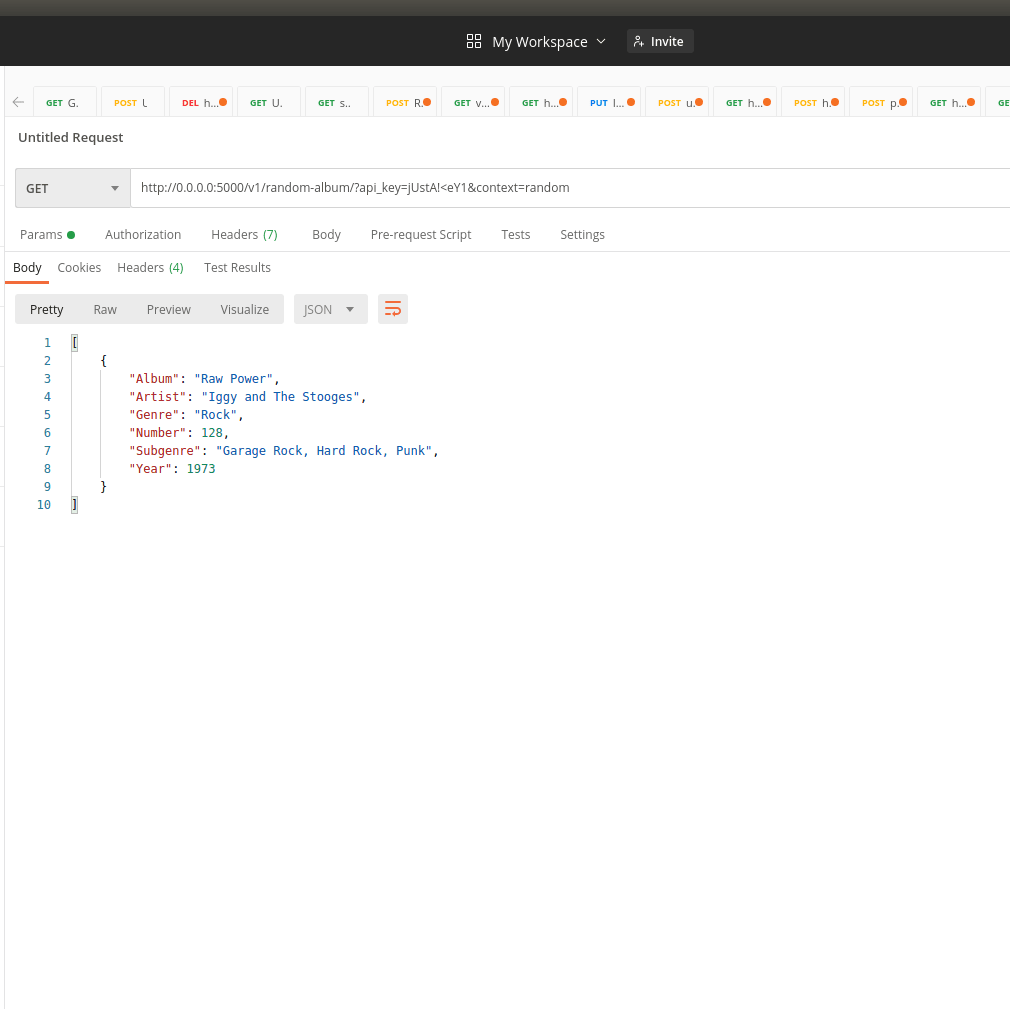 My Workspace Invite
GET G. POST U DEL h... GET U. GET s.. POST R. GET v... GET h... PUT l... POST u. GET h... POST h. POST p. GET h... GE
Untitled Request
GET http://0.0.0.0:5000/v1/random-album/?api_key=jUstA!<eY1&context=random
Params Authorization Headers (7) Body Pre-request Script Tests Settings
Body Cookies Headers (4) Test Results
Pretty Raw Preview Visualize JSON
1 [
2 {
3 "Album": "Raw Power",
4 "Artist": "Iggy and The Stooges",
5 "Genre": "Rock",
6 "Number": 128,
7 "Subgenre": "Garage Rock, Hard Rock, Punk",
8 "Year": 1973
9 }
10 ]